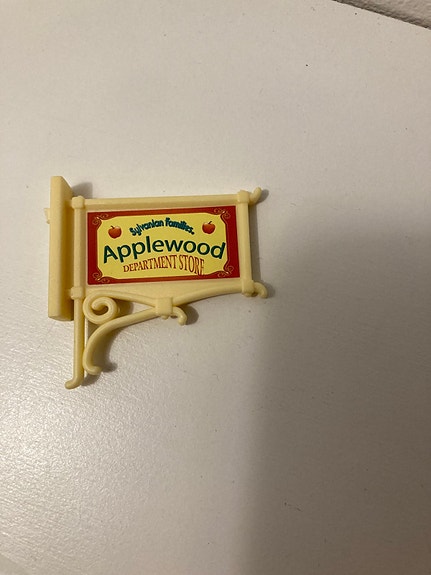 Sylvanian Families
Applewood
DEPARTMENT STORE